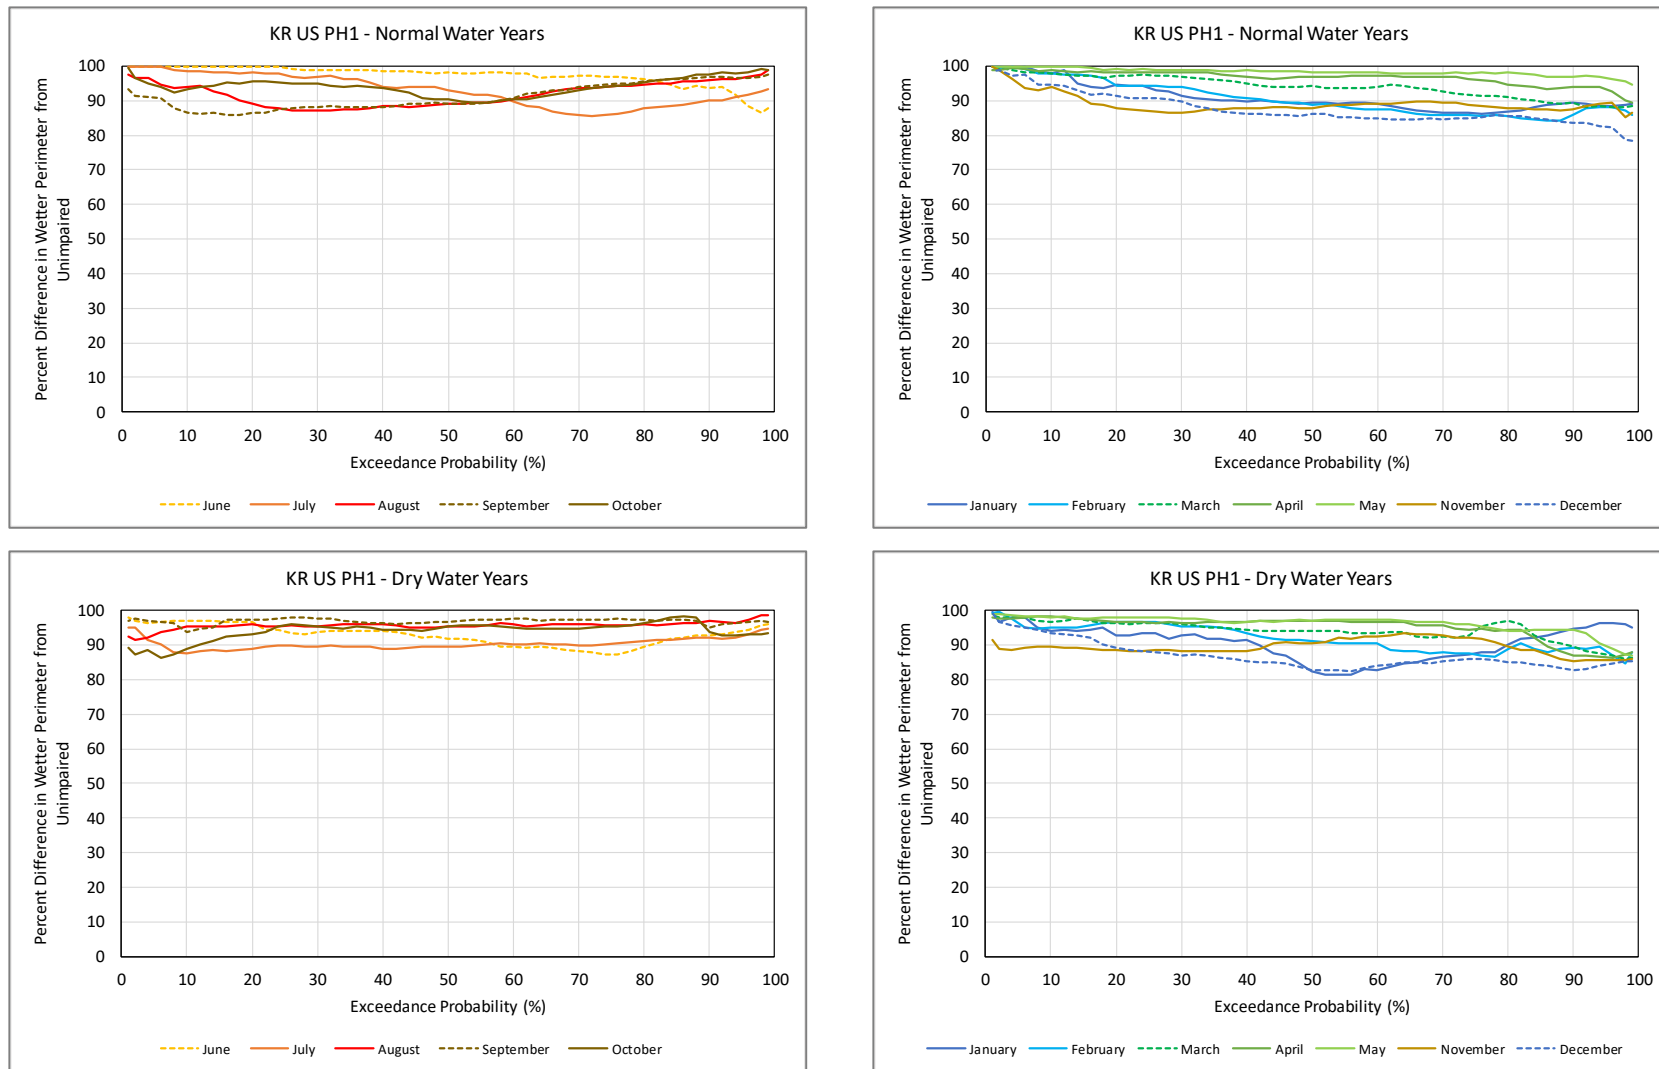 KR US PH1 - Normal Water Years
Percent Difference in Wetter Perimeter from
Unimpaired
100
90
80
70
60
50
40
30
20
10
0
0 10 20 30 40 50 60 70 80 90 100
Exceedance Probability (%)
June July August September October
KR US PH1 - Normal Water Years
Percent Difference in Wetter Perimeter from
Unimpaired
100
90
80
70
60
50
40
30
20
10
0
0 10 20 30 40 50 60 70 80 90 100
Exceedance Probability (%)
January February March April May November December
KR US PH1 - Dry Water Years
Percent Difference in Wetter Perimeter from
Unimpaired
100
90
80
70
60
50
40
30
20
10
0
0 10 20 30 40 50 60 70 80 90 100
Exceedance Probability (%)
June July August September October
KR US PH1 - Dry Water Years
Percent Difference in Wetter Perimeter from
Unimpaired
100
90
80
70
60
50
40
30
20
10
0
0 10 20 30 40 50 60 70 80 90 100
Exceedance Probability (%)
January February March April May November December